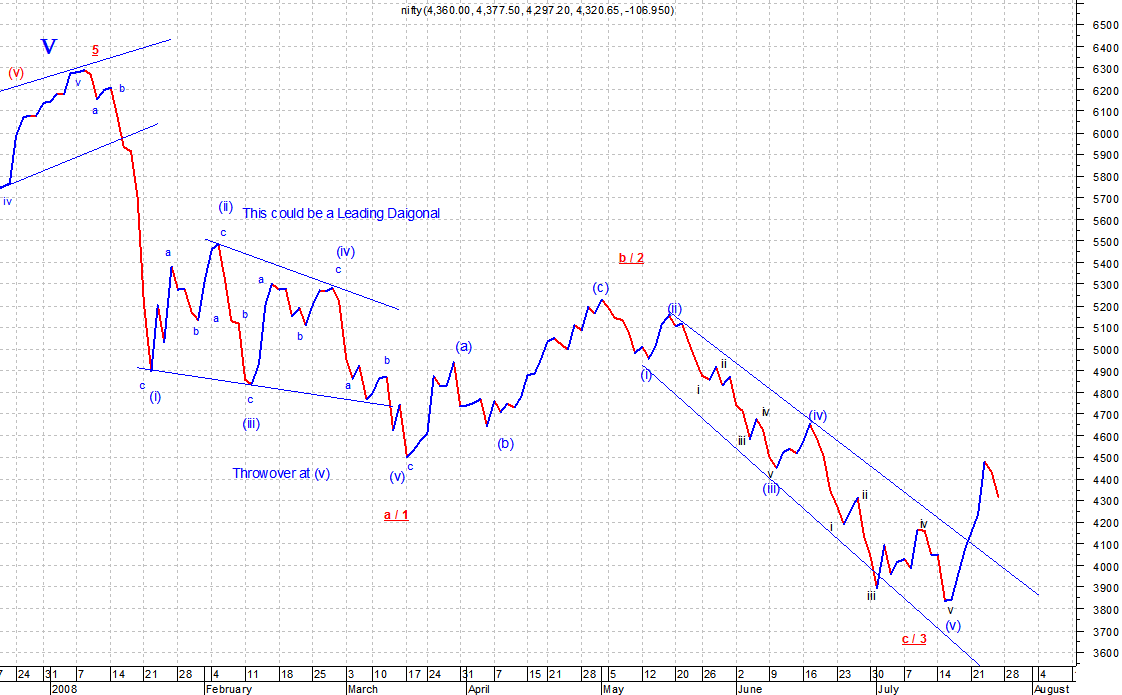 nifty(4,360.00, 4,377.50, 4,297.20, 4,320.65, -106.950)
V
5
(v)
v
b
a
iv
(ii)
This could be a Leading Daigonal
c
(iv)
a
c
a
b
a
b
b
b
a
c
(i)
c
(iii)
Throwover at (v)
(v)
c
a / 1
(a)
(b)
b / 2
(c)
(ii)
(i)
ii
i
iv
iii
v
(iii)
(iv)
ii
i
iv
iii
v
(v)
c / 3
6500
6400
6300
6200
6100
6000
5900
5800
5700
5600
5500
5400
5300
5200
5100
5000
4900
4800
4700
4600
4500
4400
4300
4200
4100
4000
3900
3800
3700
3600
24 31 7 14 21 28 4 11 18 25 3 10 17 24 31 7 15 21 28 5 12 20 26 2 9 16 23 30 7 14 21 28 4
2008 February March April May June July August